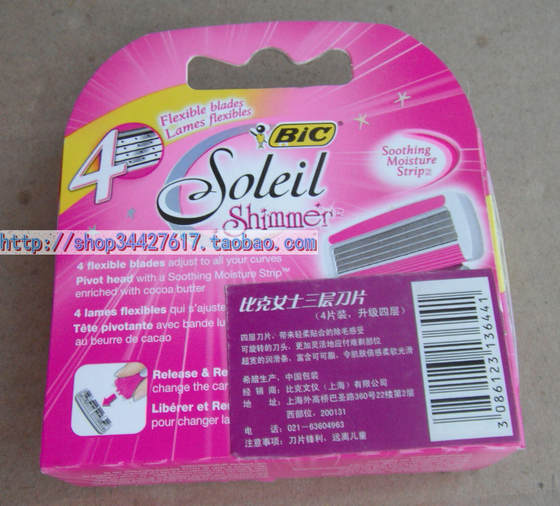 4
Flexible blades
Lames flexibles
BIC
Soleil
Shimmer
Soothing
Moisture
Strip
http://shop34427617.taobao.com
4 flexible blades adjust to all your curves
Pivot head with a Soothing Moisture Strip™
enriched with cocoa butter
4 lames flexibles qui s'ajuste
Tête pivotante avec bande lu
au beurre de cacao
Release & Re
change the car
Libérer et Re
pour changer la
比克女士三层刀片
(4片装，升级四层)
四层刀片、带来轻柔贴合的除毛感受
可旋转的刀头、更加灵活地应付难剃部位
超宽的润滑条，富含可可脂、令肌肤倍感柔软光滑
希腊生产、中国包装
经 销 商：比克文仪（上海）有限公司
地 址：上海外高桥巴圣路360号22楼第2层
西部位，200131
电 话：021-63604963
注意事项：刀片锋利，远离儿童
3086123136441